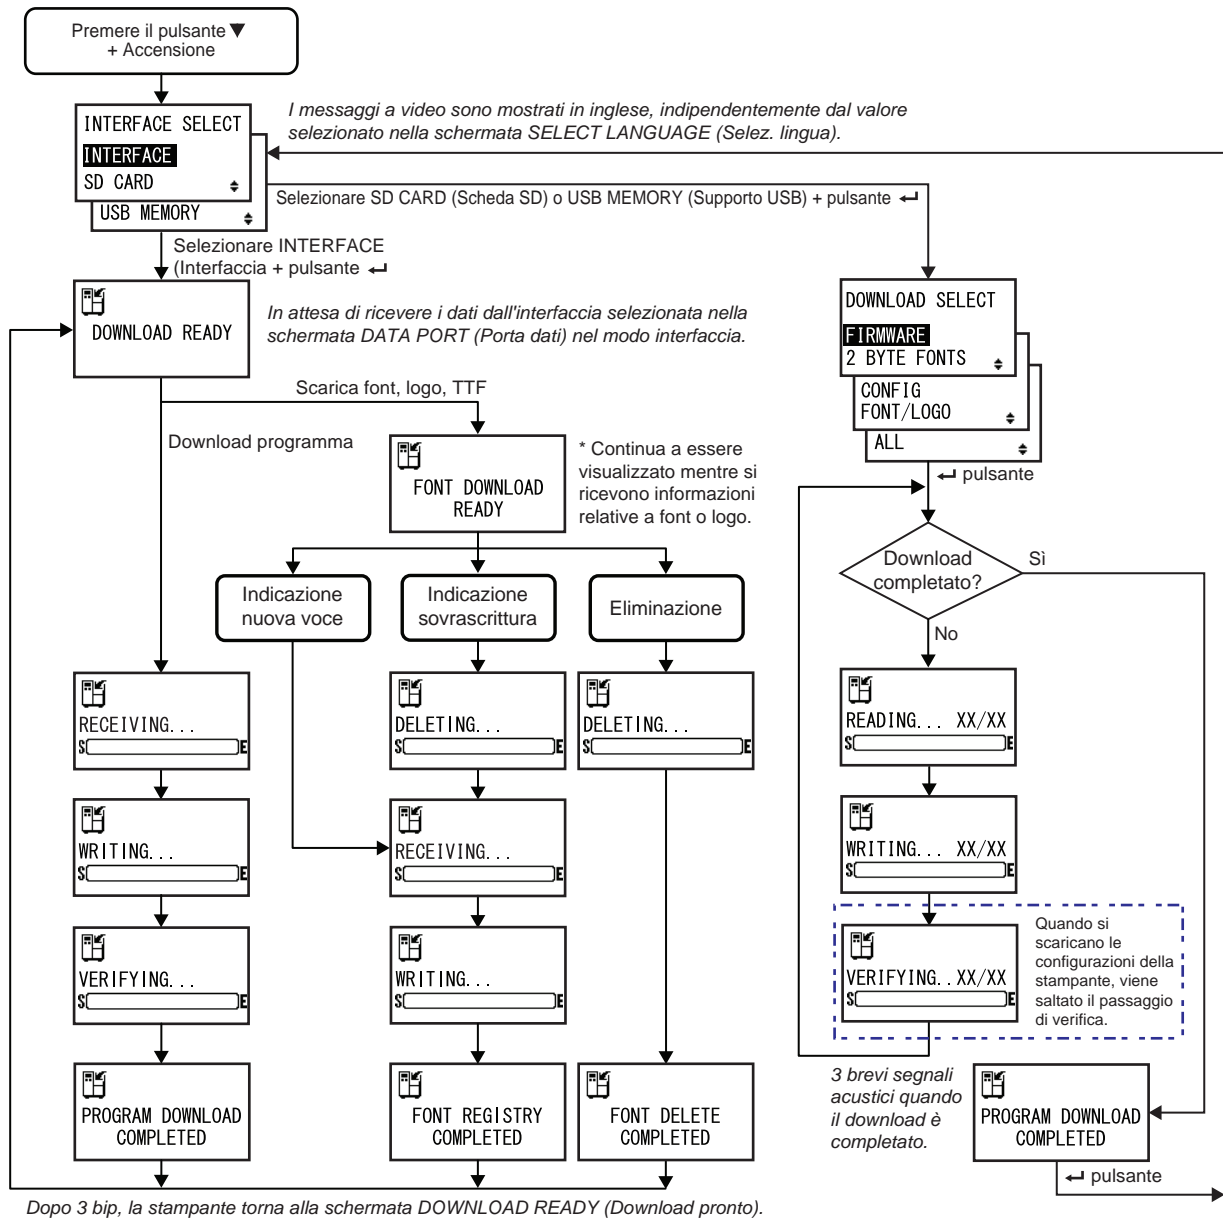 Premere il pulsante ▼
+ Accensione
INTERFACE SELECT
INTERFACE
SD CARD
USB MEMORY
I messaggi a video sono mostrati in inglese, indipendentemente dal valore
selezionato nella schermata SELECT LANGUAGE (Selez. lingua).
Selezionare SD CARD (Scheda SD) o USB MEMORY (Supporto USB) + pulsante ↵
Selezionare INTERFACE
(Interfaccia + pulsante ↵
DOWNLOAD READY
In attesa di ricevere i dati dall'interfaccia selezionata nella
schermata DATA PORT (Porta dati) nel modo interfaccia.
DOWNLOAD SELECT
FIRMWARE
2 BYTE FONTS
CONFIG
FONT/LOGO
ALL
↵ pulsante
Scarica font, logo, TTF
Download programma
FONT DOWNLOAD
READY
* Continua a essere
visualizzato mentre si
ricevono informazioni
relative a font o logo.
Indicazione
nuova voce
Indicazione
sovrascrittura
Eliminazione
Download
completato?
Sì
No
RECEIVING...
S E
DELETING...
S E
DELETING...
S E
READING... XX/XX
S E
WRITING...
S E
RECEIVING...
S E
WRITING... XX/XX
S E
VERIFYING...
S E
WRITING...
S E
VERIFYING..XX/XX
S E
Quando si
scaricano le
configurazioni della
stampante, viene
saltato il passaggio
di verifica.
PROGRAM DOWNLOAD
COMPLETED
FONT REGISTRY
COMPLETED
FONT DELETE
COMPLETED
3 brevi segnali
acustici quando
il download è
completato.
PROGRAM DOWNLOAD
COMPLETED
↵ pulsante
Dopo 3 bip, la stampante torna alla schermata DOWNLOAD READY (Download pronto).